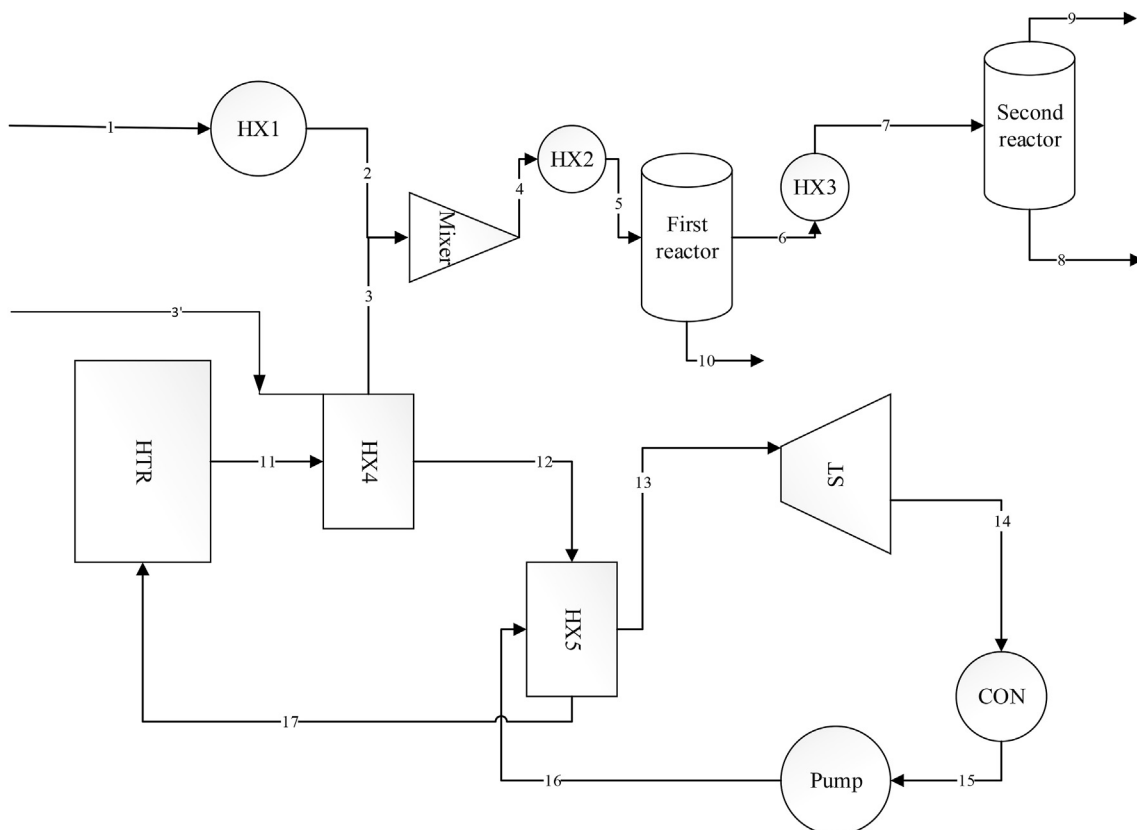 9
1
HX1
2
4
HX2
5
7
HX3
Second
reactor
Mixer
First
reactor
6
8
3
3'
10
HTR
11
HX4
12
13
ST
14
HX5
17
CON
16
Pump
15